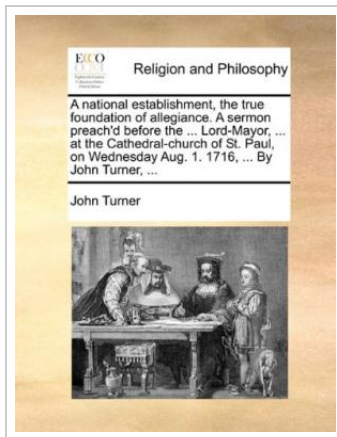 ECCO
Religion and Philosophy
A national establishment, the true
foundation of allegiance. A sermon
preach'd before the ... Lord-Mayor, ...
at the Cathedral-church of St. Paul,
on Wednesday Aug. 1. 1716, ... By
John Turner, ...
John Turner